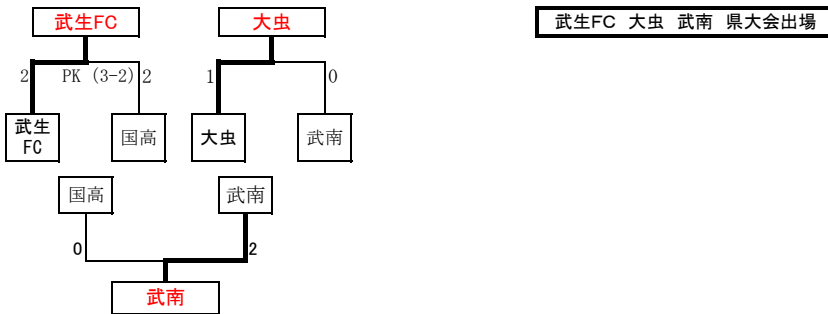 武生FC 大虫 武生FC 大虫 武南 県大会出場
2 PK (3-2) 2 1 0
武生
FC 国高 大虫 武南
国高 武南
0 2
武南